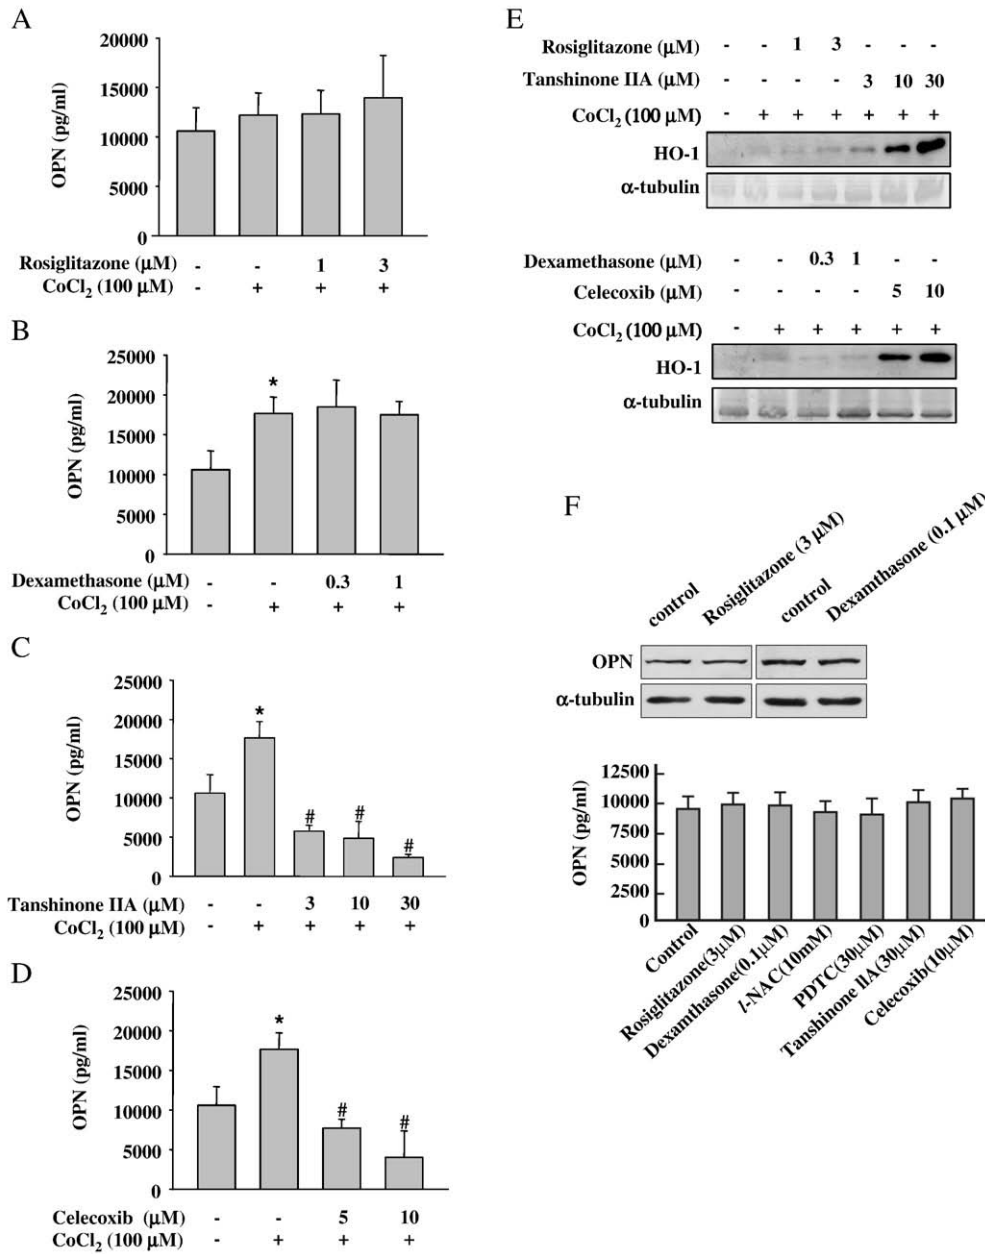 A
20000
15000
10000
5000
0
OPN (pg/ml)
Rosiglitazone (μM) - - 1 3
CoCl2 (100 μM) - + + +
B
25000
20000
15000
10000
5000
0
OPN (pg/ml)
*
Dexamethasone (μM) - - 0.3 1
CoCl2 (100 μM) - + + +
C
25000
20000
15000
10000
5000
0
OPN (pg/ml)
* # # #
Tanshinone IIA (μM) - - 3 10 30
CoCl2 (100 μM) - + + + +
D
25000
20000
15000
10000
5000
0
OPN (pg/ml)
* # #
Celecoxib (μM) - - 5 10
CoCl2 (100 μM) - + + +
E
Rosiglitazone (μM) - - 1 3 - - -
Tanshinone IIA (μM) - - - - 3 10 30
CoCl2 (100 μM) - + + + + + +
HO-1
α-tubulin
Dexamethasone (μM) - - 0.3 1 - -
Celecoxib (μM) - - - - 5 10
CoCl2 (100 μM) - + + + + +
HO-1
α-tubulin
F
control
Rosiglitazone (3 μM)
control
Dexamthasone (0.1 μM)
OPN
α-tubulin
12500
10000
7500
5000
2500
0
OPN (pg/ml)
Control
Rosiglitazone(3μM)
Dexamthasone(0.1μM)
l-NAC(10mM)
PDTC(30μM)
Tanshinone IIA(30μM)
Celecoxib(10μM)